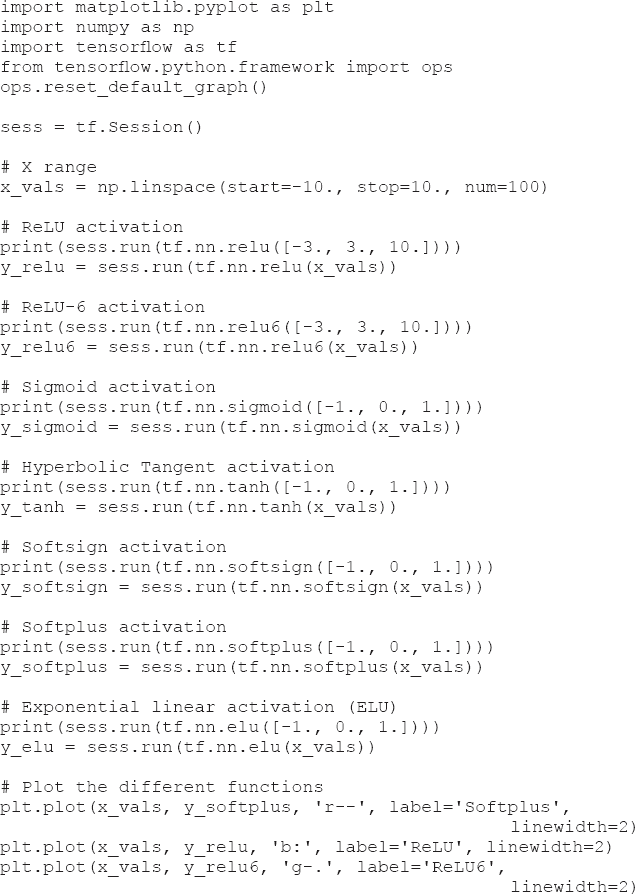 import matplotlib.pyplot as plt
import numpy as np
import tensorflow as tf
from tensorflow.python.framework import ops
ops.reset_default_graph()
sess = tf.Session()
# X range
x_vals = np.linspace(start=-10., stop=10., num=100)
# ReLU activation
print(sess.run(tf.nn.relu([-3., 3., 10.])))
y_relu = sess.run(tf.nn.relu(x_vals))
# ReLU-6 activation
print(sess.run(tf.nn.relu6([-3., 3., 10.])))
y_relu6 = sess.run(tf.nn.relu6(x_vals))
# Sigmoid activation
print(sess.run(tf.nn.sigmoid([-1., 0., 1.])))
y_sigmoid = sess.run(tf.nn.sigmoid(x_vals))
# Hyperbolic Tangent activation
print(sess.run(tf.nn.tanh([-1., 0., 1.])))
y_tanh = sess.run(tf.nn.tanh(x_vals))
# Softsign activation
print(sess.run(tf.nn.softsign([-1., 0., 1.])))
y_softsign = sess.run(tf.nn.softsign(x_vals))
# Softplus activation
print(sess.run(tf.nn.softplus([-1., 0., 1.])))
y_softplus = sess.run(tf.nn.softplus(x_vals))
# Exponential linear activation (ELU)
print(sess.run(tf.nn.elu([-1., 0., 1.])))
y_elu = sess.run(tf.nn.elu(x_vals))
# Plot the different functions
plt.plot(x_vals, y_softplus, 'r--', label='Softplus',
linewidth=2)
plt.plot(x_vals, y_relu, 'b:', label='ReLU', linewidth=2)
plt.plot(x_vals, y_relu6, 'g-.', label='ReLU6',
linewidth=2)